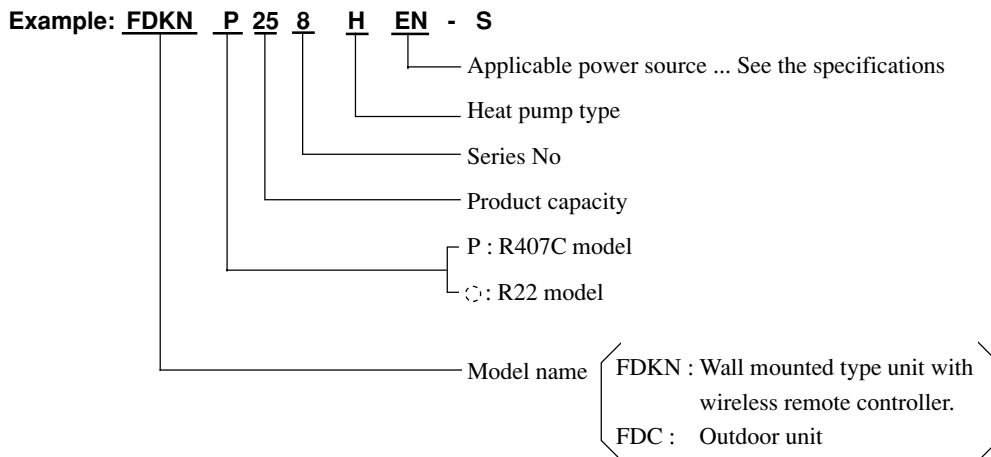 Example: FDKN P 25 8 H EN - S
Applicable power source ... See the specifications
Heat pump type
Series No
Product capacity
P : R407C model
◌ : R22 model
Model name
FDKN : Wall mounted type unit with
wireless remote controller.
FDC : Outdoor unit